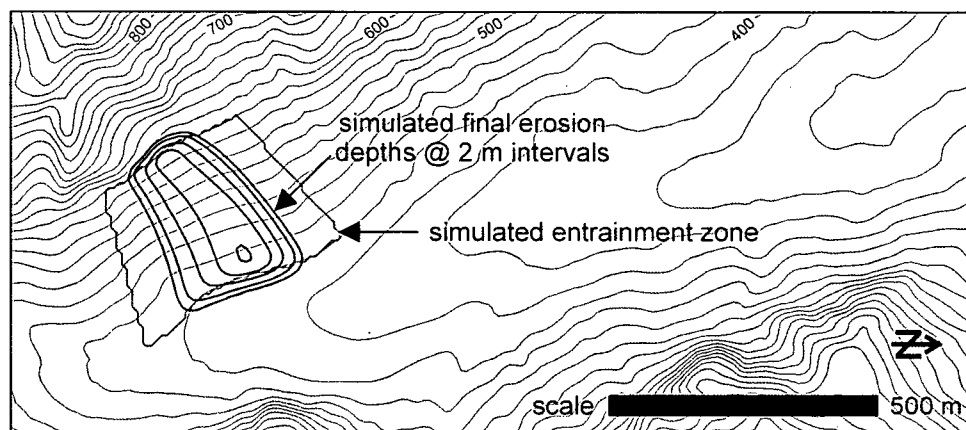 800
700
600
500
400
simulated final erosion
depths @ 2 m intervals
simulated entrainment zone
Z
scale
500 m